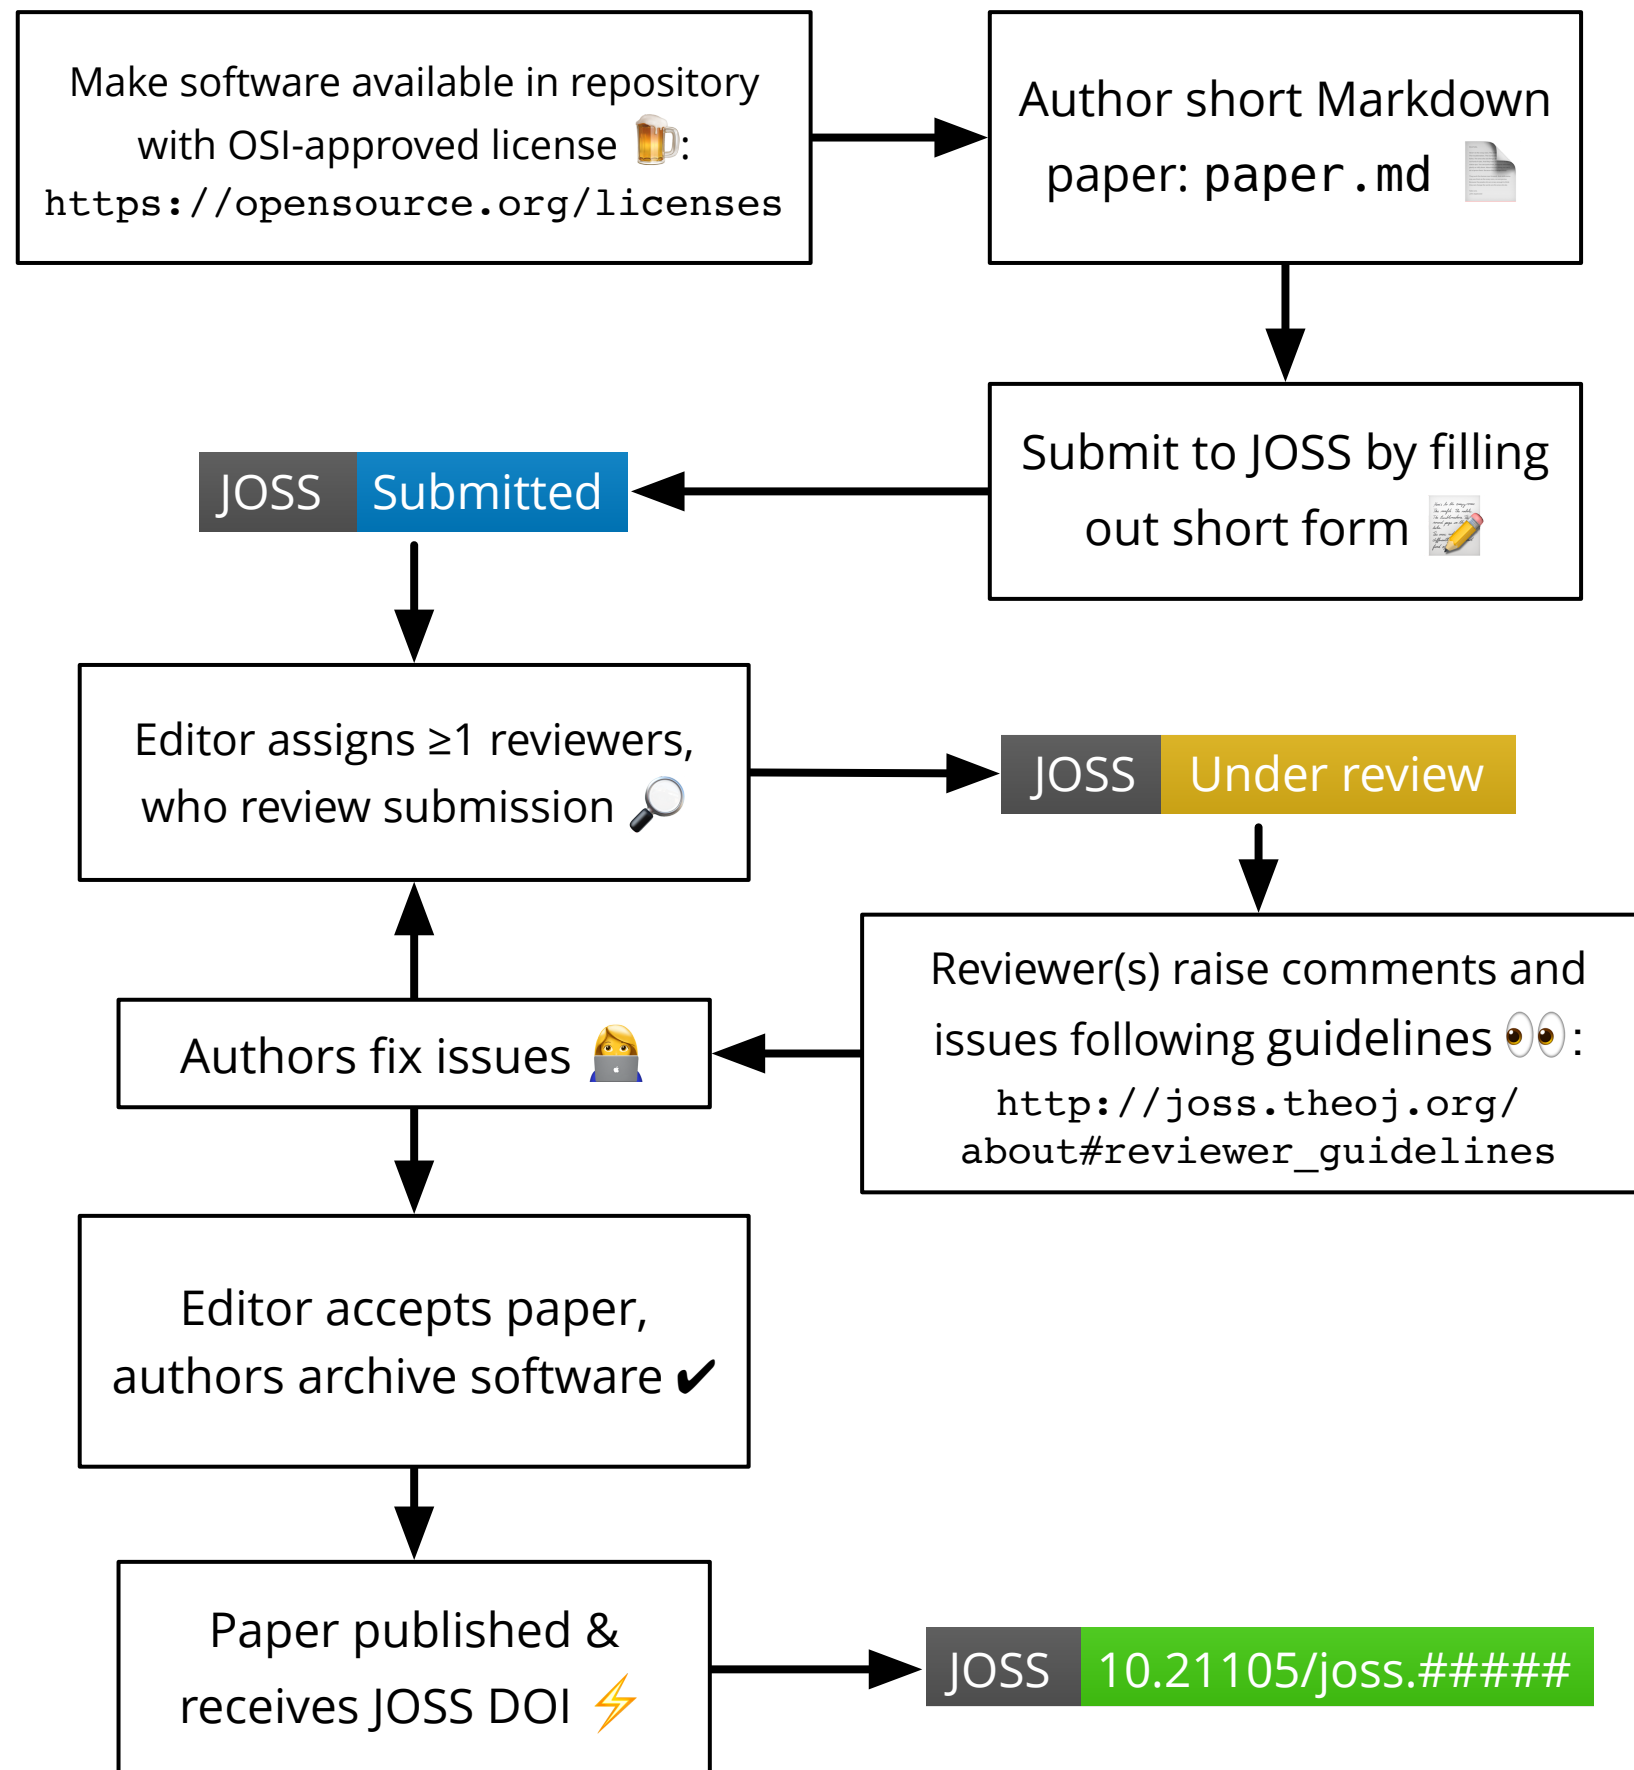 Make software available in repository
with OSI-approved license 🍺:
https://opensource.org/licenses
Author short Markdown
paper: paper.md
Submit to JOSS by filling
out short form
JOSS Submitted
Editor assigns ≥1 reviewers,
who review submission
JOSS Under review
Reviewer(s) raise comments and
issues following guidelines 👀:
http://joss.theoj.org/
about#reviewer_guidelines
Authors fix issues
Editor accepts paper,
authors archive software ✔
Paper published &
receives JOSS DOI ⚡
JOSS 10.21105/joss.#####